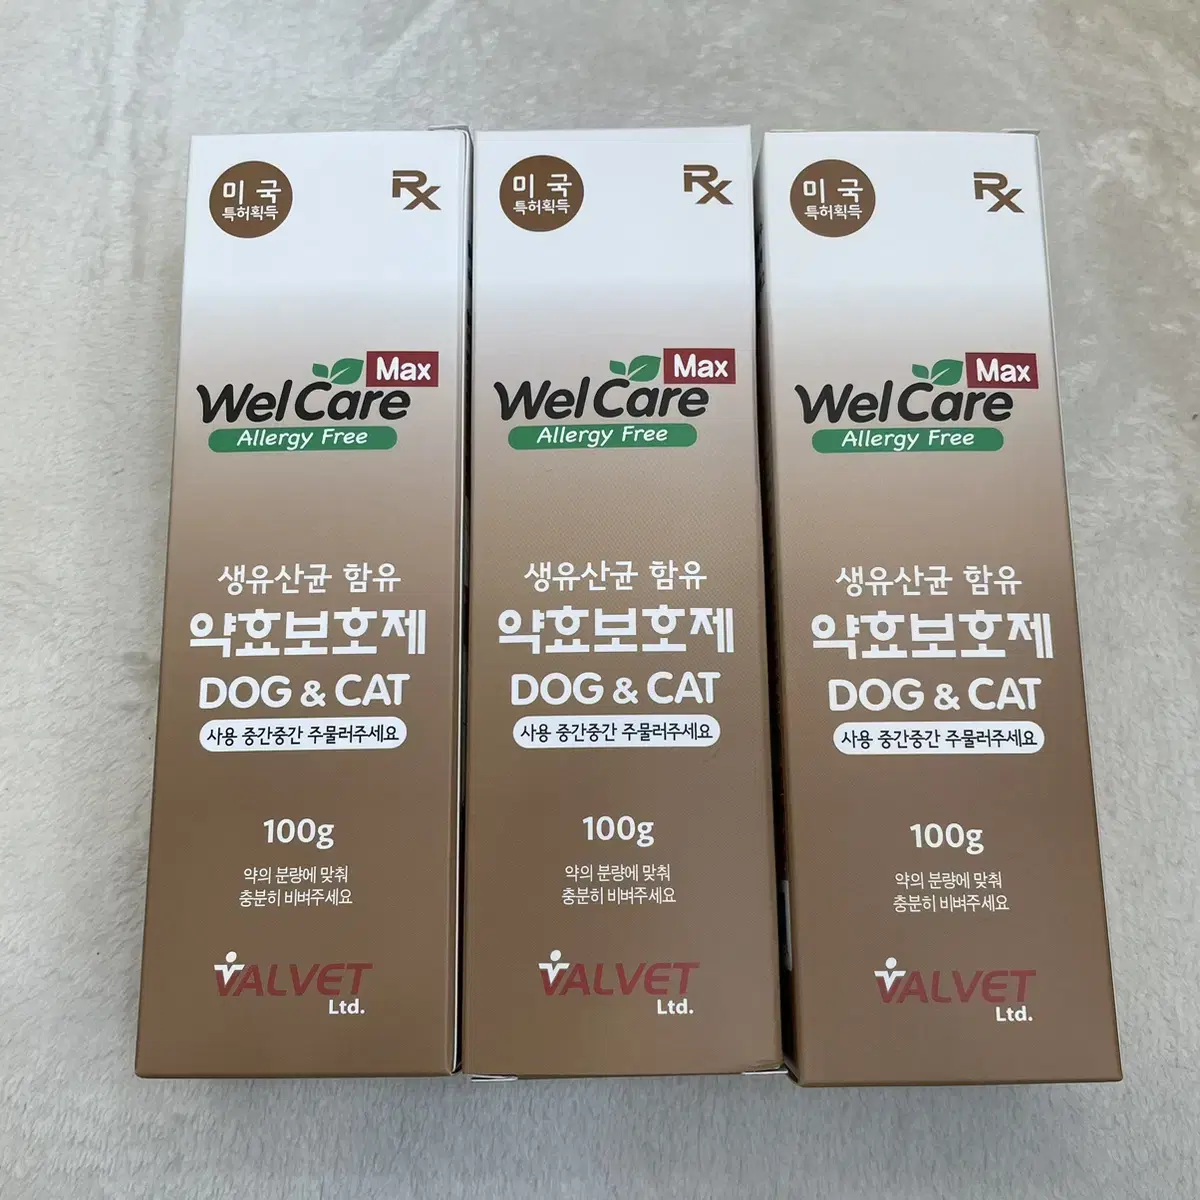 미국
특허획득
RX
Max
WelCare
Allergy Free
생유산균 함유
약효보호제
DOG & CAT
사용 중간중간 주물러주세요
100g
약의 분량에 맞춰
충분히 비벼주세요
VALVET
Ltd.
미국
특허획득
RX
Max
WelCare
Allergy Free
생유산균 함유
약효보호제
DOG & CAT
사용 중간중간 주물러주세요
100g
약의 분량에 맞춰
충분히 비벼주세요
VALVET
Ltd.
미국
특허획득
RX
Max
WelCare
Allergy Free
생유산균 함유
약효보호제
DOG & CAT
사용 중간중간 주물러주세요
100g
약의 분량에 맞춰
충분히 비벼주세요
VALVET
Ltd.